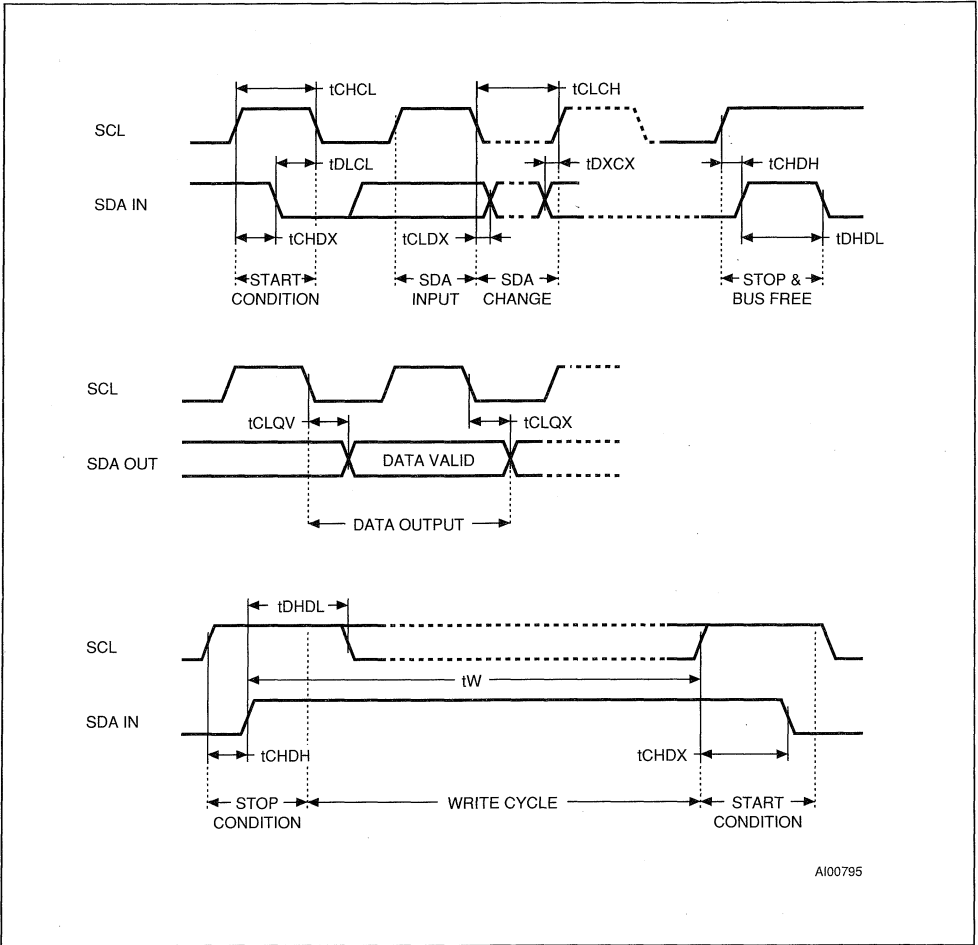 tCHCL
tCLCH
SCL
tDLCL
tDXCX
tCHDH
SDA IN
tCHDX
tCLDX
tDHDL
START
CONDITION
SDA
INPUT
SDA
CHANGE
STOP &
BUS FREE
SCL
tCLQV
tCLQX
SDA OUT
DATA VALID
DATA OUTPUT
tDHDL
SCL
tW
SDA IN
tCHDH
tCHDX
STOP
CONDITION
WRITE CYCLE
START
CONDITION
AI00795